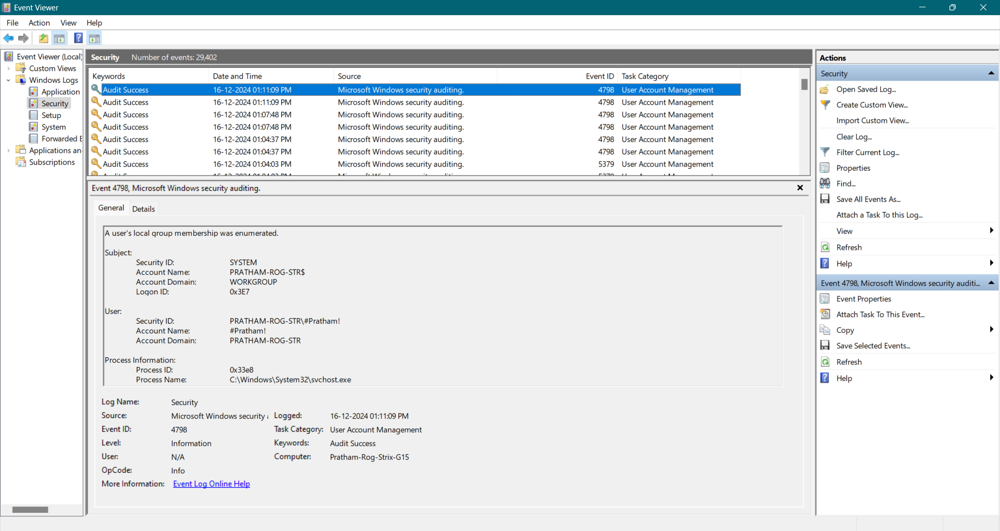 Event Viewer
File Action View Help
Event Viewer (Local)
Custom Views
Windows Logs
Application
Security
Setup
System
Forwarded E
Applications an
Subscriptions
Security Number of events: 29,402
Keywords Date and Time Source Event ID Task Category
Audit Success 16-12-2024 01:11:09 PM Microsoft Windows security auditing. 4798 User Account Management
Audit Success 16-12-2024 01:11:09 PM Microsoft Windows security auditing. 4798 User Account Management
Audit Success 16-12-2024 01:07:48 PM Microsoft Windows security auditing. 4798 User Account Management
Audit Success 16-12-2024 01:07:48 PM Microsoft Windows security auditing. 4798 User Account Management
Audit Success 16-12-2024 01:04:37 PM Microsoft Windows security auditing. 4798 User Account Management
Audit Success 16-12-2024 01:04:37 PM Microsoft Windows security auditing. 4798 User Account Management
Audit Success 16-12-2024 01:04:03 PM Microsoft Windows security auditing. 5379 User Account Management
Event 4798, Microsoft Windows security auditing.
General Details
A user's local group membership was enumerated.
Subject:
Security ID: SYSTEM
Account Name: PRATHAM-ROG-STR$
Account Domain: WORKGROUP
Logon ID: 0x3E7
User:
Security ID: PRATHAM-ROG-STR\#Pratham!
Account Name: #Pratham!
Account Domain: PRATHAM-ROG-STR
Process Information:
Process ID: 0x33e8
Process Name: C:\Windows\System32\svchost.exe
Log Name: Security
Source: Microsoft Windows security Logged: 16-12-2024 01:11:09 PM
Event ID: 4798 Task Category: User Account Management
Level: Information Keywords: Audit Success
User: N/A Computer: Pratham-Rog-Strix-G15
OpCode: Info
More Information: Event Log Online Help
Actions
Security
Open Saved Log...
Create Custom View...
Import Custom View...
Clear Log...
Filter Current Log...
Properties
Find...
Save All Events As...
Attach a Task To this Log...
View
Refresh
Help
Event 4798, Microsoft Windows security auditi...
Event Properties
Attach Task To This Event...
Copy
Save Selected Events...
Refresh
Help